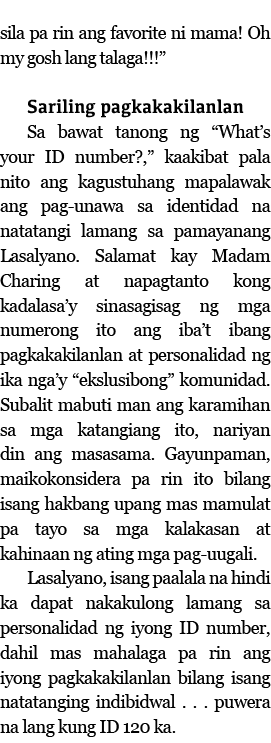 sila pa rin ang favorite ni mama! Oh
my gosh lang talaga!!!”
Sariling pagkakakilanlan
Sa bawat tanong ng “What’s
your ID number?,” kaakibat pala
nito ang kagustuhang mapalawak
ang pag-unawa sa identidad na
natatangi lamang sa pamayanang
Lasalyano. Salamat kay Madam
Charing at napagtanto kong
kadalasa’y sinasagisag ng mga
numerong ito ang iba’t ibang
pagkakakilanlan at personalidad ng
ika nga’y “ekslusibong” komunidad.
Subalit mabuti man ang karamihan
sa mga katangiang ito, nariyan
din ang masasama. Gayunpaman,
maikokonsidera pa rin ito bilang
isang hakbang upang mas mamulat
pa tayo sa mga kalakasan at
kahinaan ng ating mga pag-uugali.
Lasalyano, isang paalala na hindi
ka dapat nakakulong lamang sa
personalidad ng iyong ID number,
dahil mas mahalaga pa rin ang
iyong pagkakakilanlan bilang isang
natatanging indibidwal . . . puwera
na lang kung ID 120 ka.